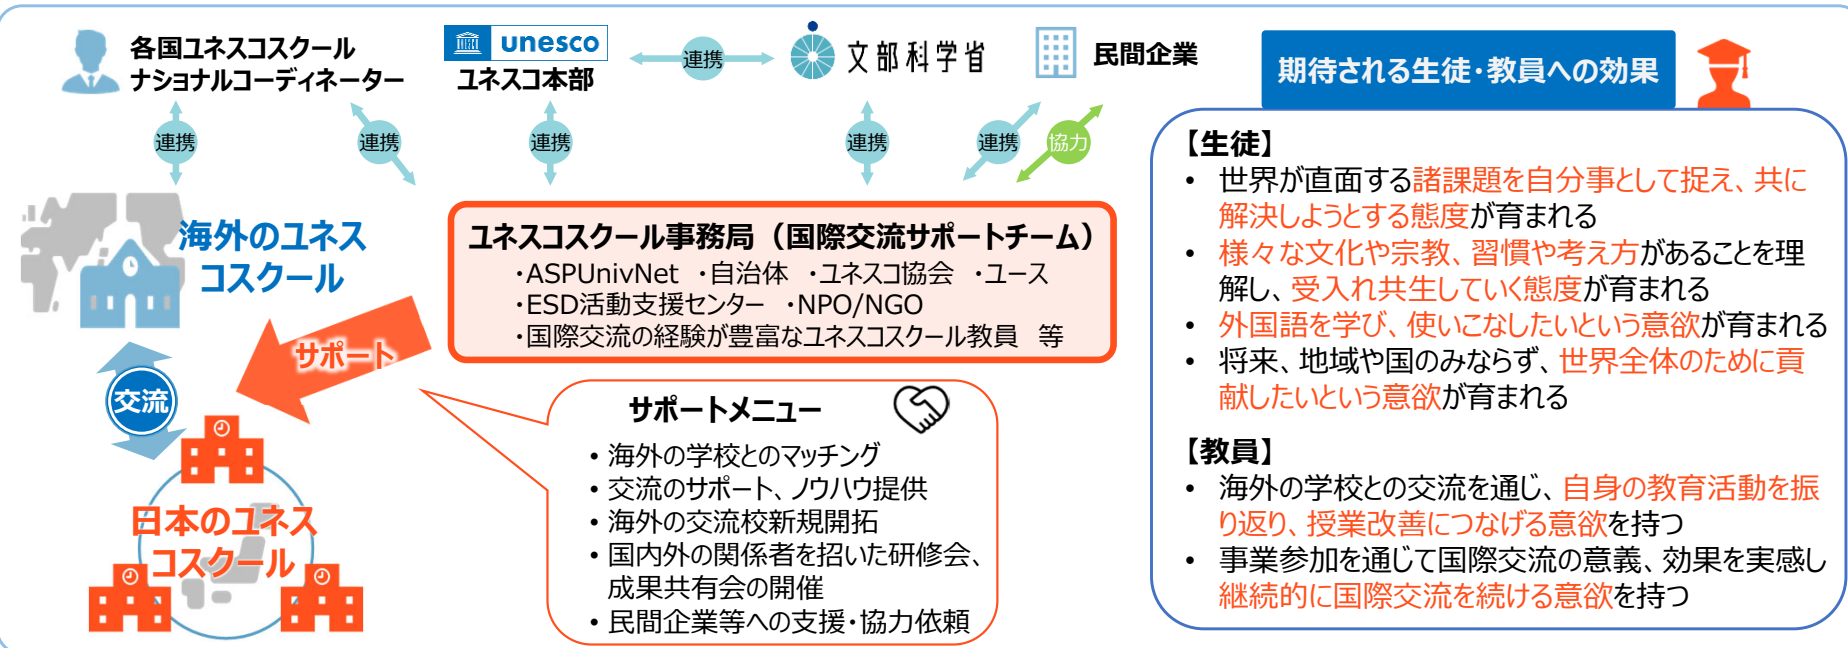 各国ユネスコスクール
ナショナルコーディネーター
unesco
ユネスコ本部
連携
文部科学省
民間企業
連携
連携
連携
連携
連携
協力
海外のユネス
コスクール
ユネスコスクール事務局（国際交流サポートチーム）
・ASPUnivNet ・自治体 ・ユネスコ協会 ・ユース
・ESD活動支援センター ・NPO/NGO
・国際交流の経験が豊富なユネスコスクール教員 等
サポート
交流
日本のユネス
コスクール
サポートメニュー
• 海外の学校とのマッチング
• 交流のサポート、ノウハウ提供
• 海外の交流校新規開拓
• 国内外の関係者を招いた研修会、
成果共有会の開催
• 民間企業等への支援・協力依頼
期待される生徒・教員への効果
【生徒】
• 世界が直面する諸課題を自分事として捉え、共に
解決しようとする態度が育まれる
• 様々な文化や宗教、習慣や考え方があることを理
解し、受入れ共生していく態度が育まれる
• 外国語を学び、使いこなしたいという意欲が育まれる
• 将来、地域や国のみならず、世界全体のために貢
献したいという意欲が育まれる
【教員】
• 海外の学校との交流を通じ、自身の教育活動を振
り返り、授業改善につなげる意欲を持つ
• 事業参加を通じて国際交流の意義、効果を実感し
継続的に国際交流を続ける意欲を持つ